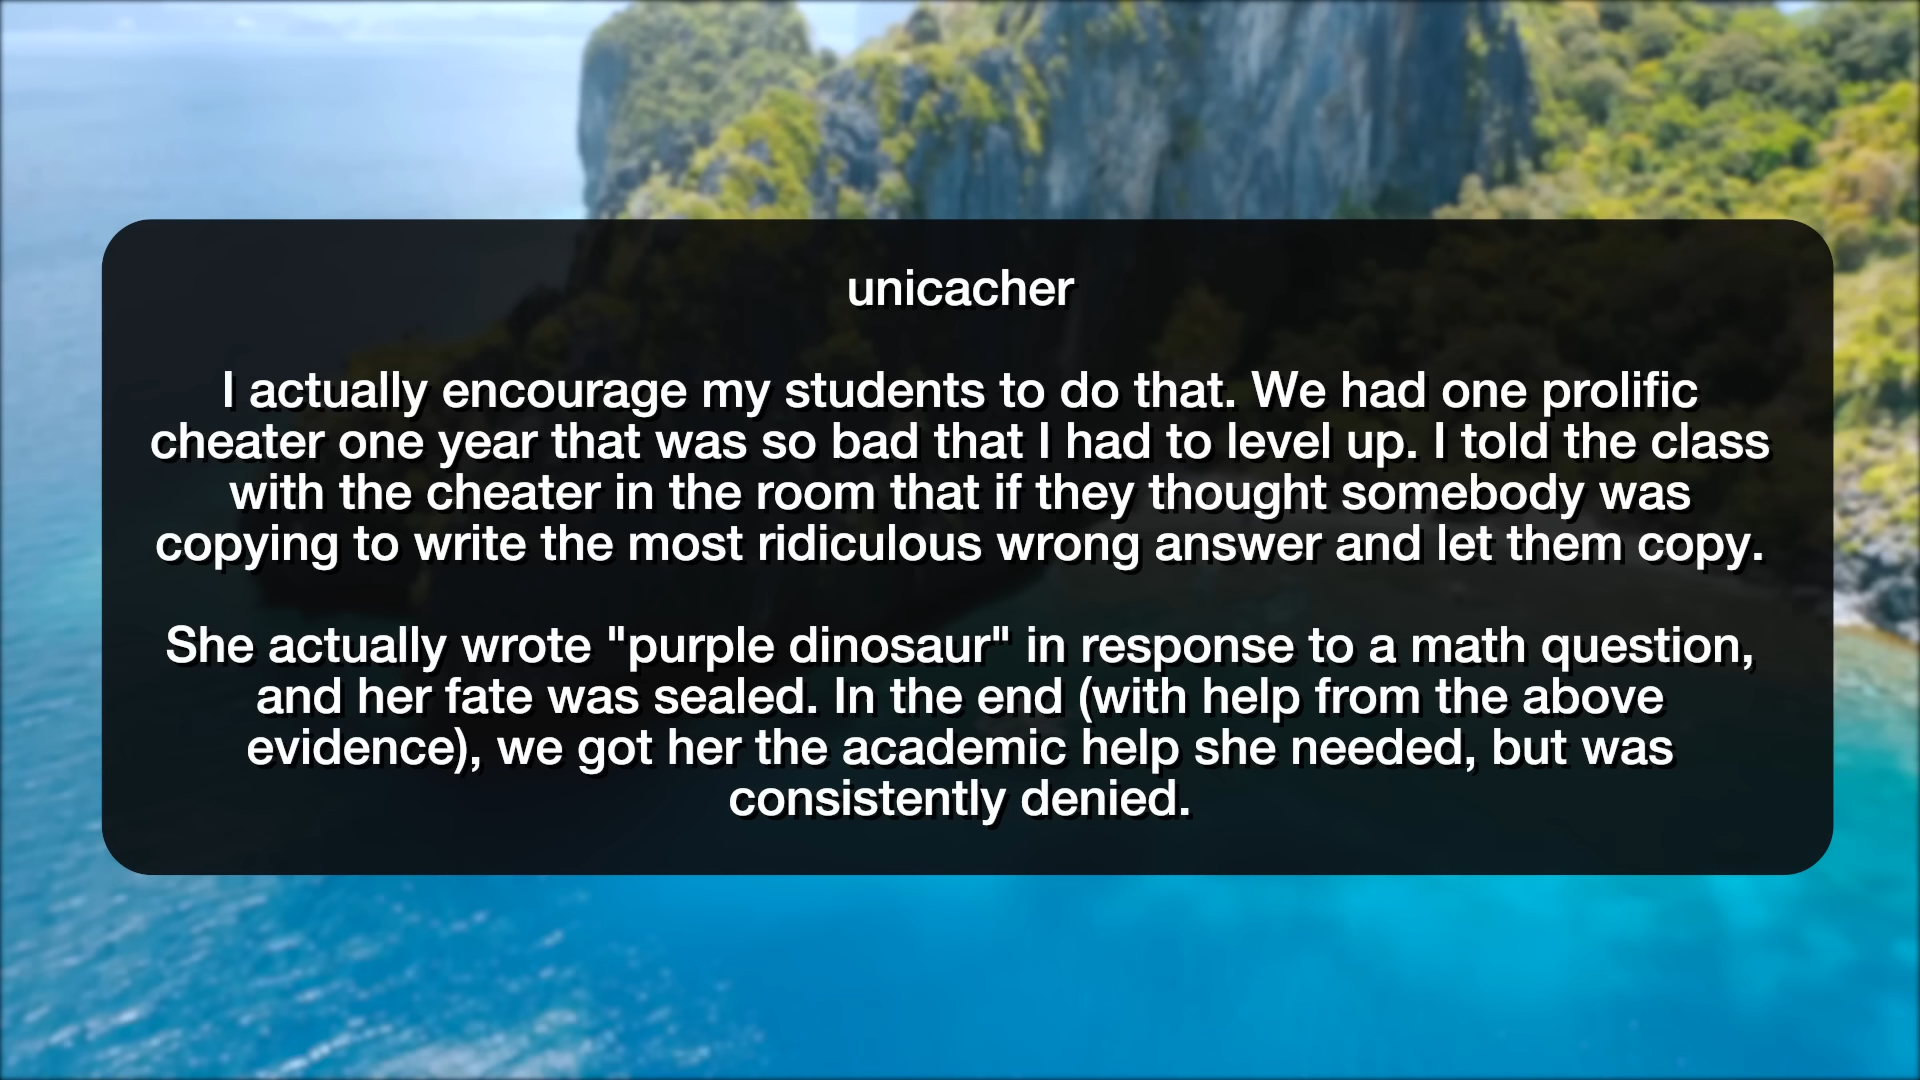 unicacher
I actually encourage my students to do that. We had one prolific
cheater one year that was so bad that I had to level up. I told the class
with the cheater in the room that if they thought somebody was
copying to write the most ridiculous wrong answer and let them copy.
She actually wrote "purple dinosaur" in response to a math question,
and her fate was sealed. In the end (with help from the above
evidence), we got her the academic help she needed, but was
consistently denied.